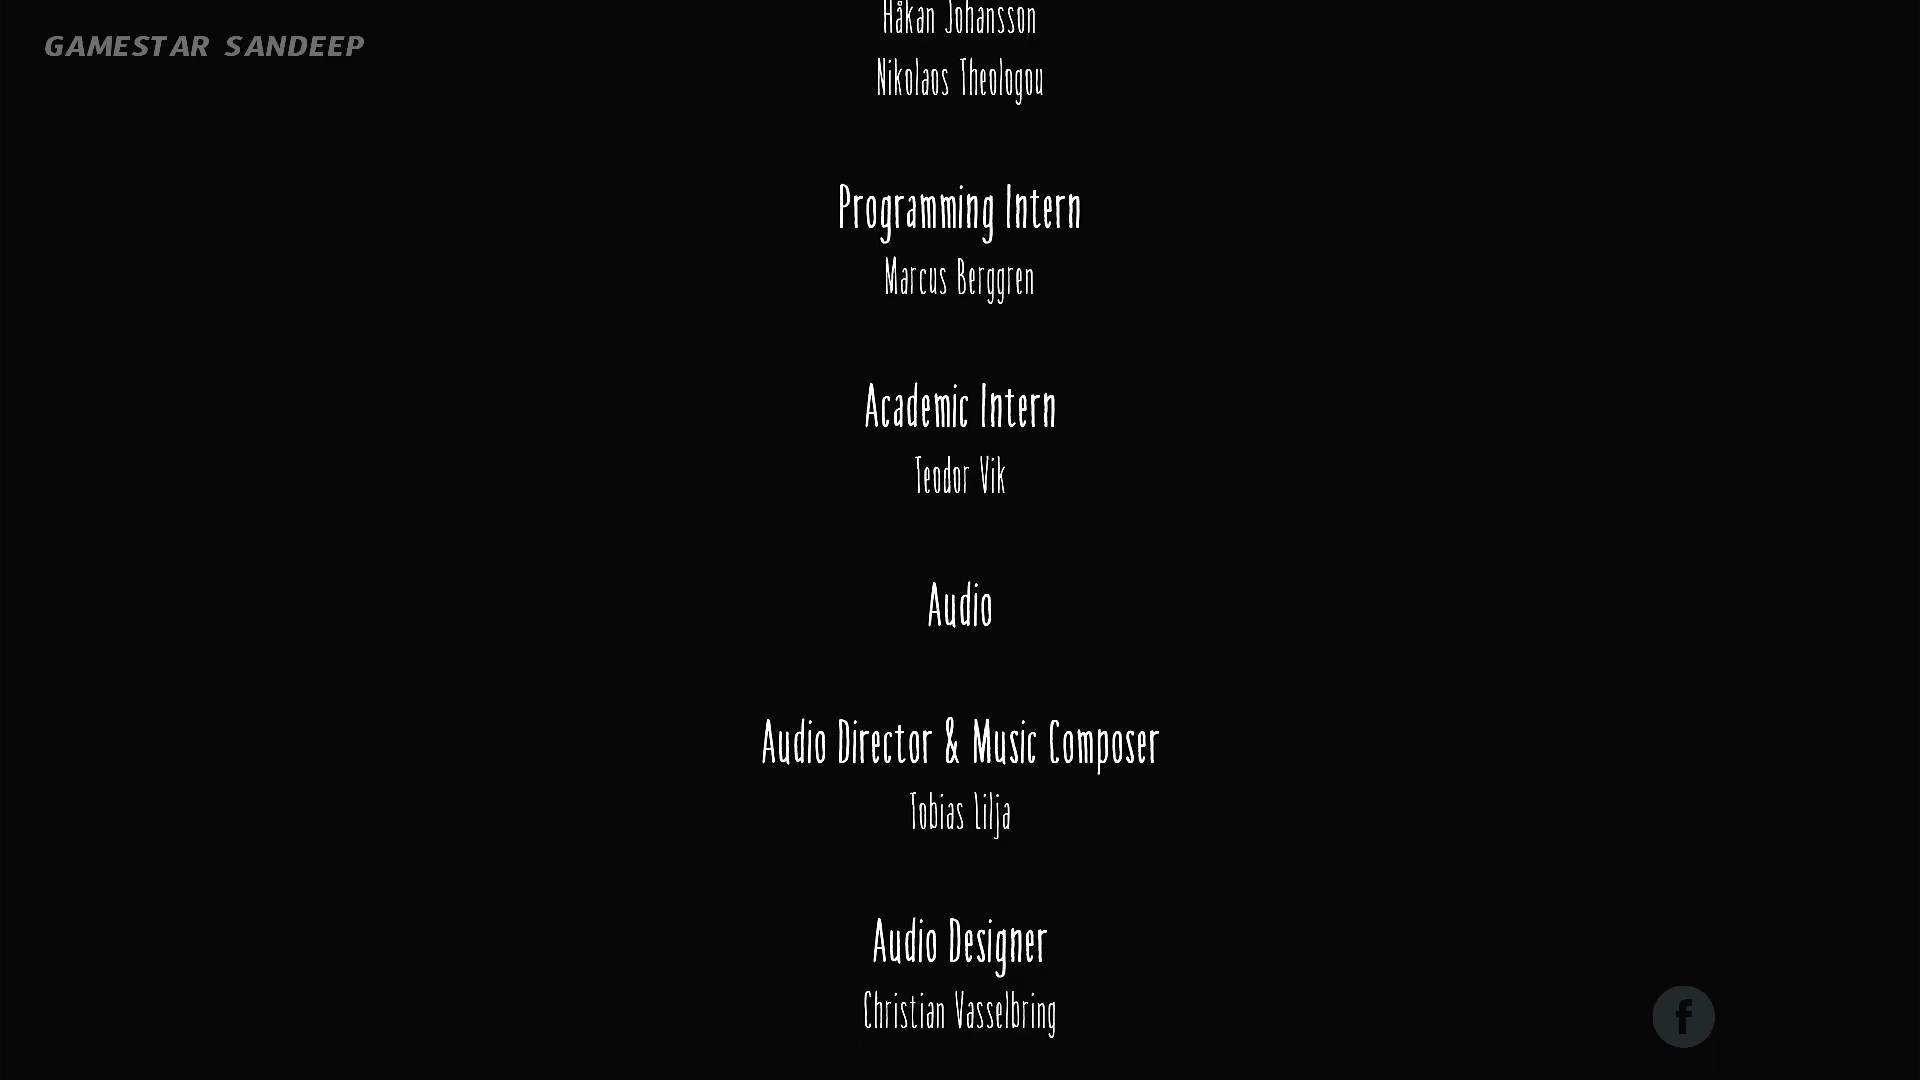 GAMESTAR SANDEEP
Håkan Johansson
Nikolaos Theologou
Programming Intern
Marcus Berggren
Academic Intern
Teodor Vik
Audio
Audio Director & Music Composer
Tobias Lilja
Audio Designer
Christian Vasselbring
f